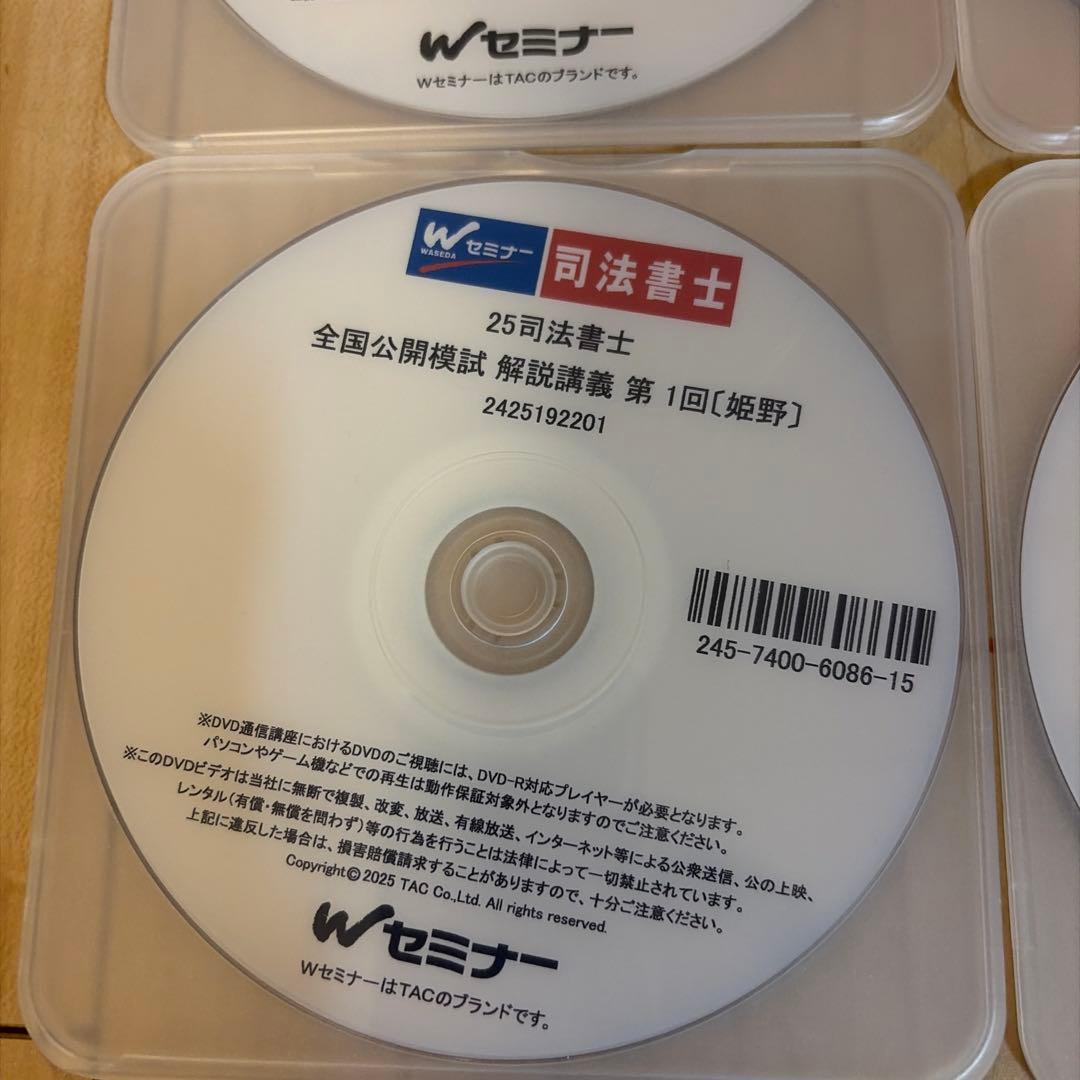 Wセミナー
WセミナーはTACのブランドです。
Wセミナー
WASEDA
司法書士
25司法書士
全国公開模試 解説講義 第 1回〔姫野〕
2425192201
245-7400-6086-15
※DVD通信講座におけるDVDのご視聴には、DVD-R対応プレイヤーが必要となります。
パソコンやゲーム機などでの再生は動作保証対象外となりますのでご注意ください。
※このDVDビデオは当社に無断で複製、改変、放送、有線放送、インターネット等による公衆送信、公の上映、
レンタル（有償・無償を問わず）等の行為を行うことは法律によって一切禁止されています。
上記に違反した場合は、損害賠償請求することがありますので、十分ご注意ください。
Copyright© 2025 TAC Co.,Ltd. All rights reserved.
Wセミナー
WセミナーはTACのブランドです。